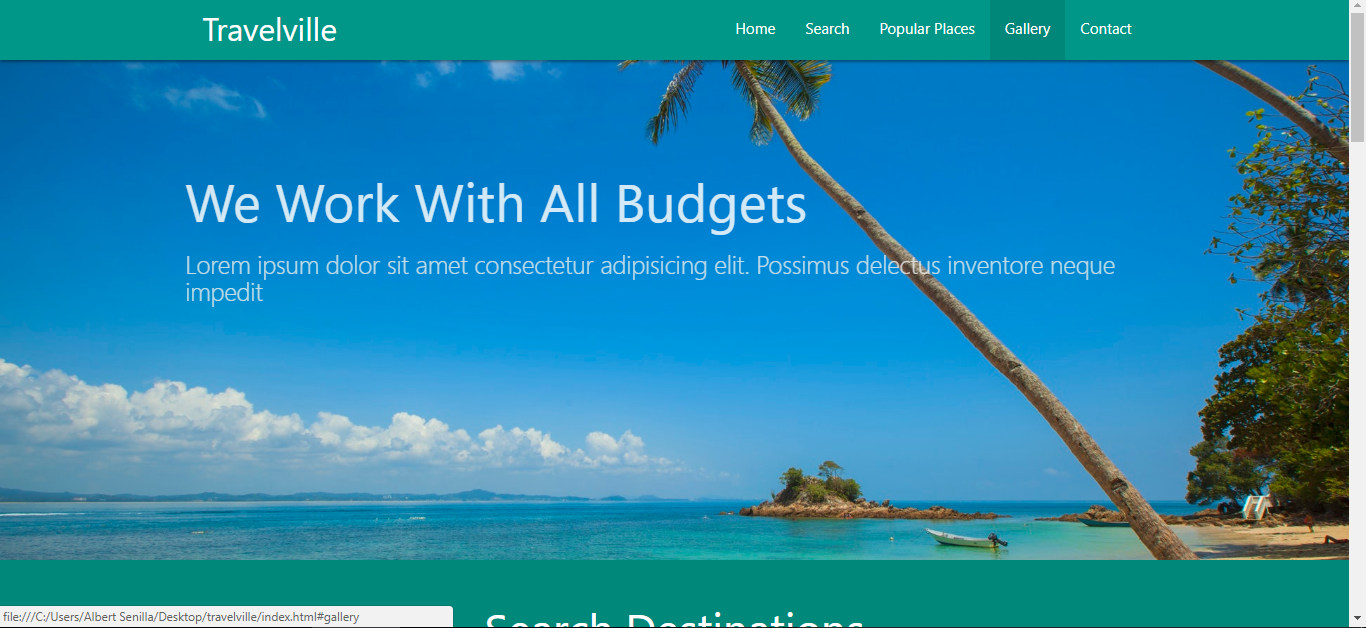 Travelville
Home
Search
Popular Places
Gallery
Contact
We Work With All Budgets
Lorem ipsum dolor sit amet consectetur adipisicing elit. Possimus delectus inventore neque
impedit
Search Destinations
file:///C:/Users/Albert Senilla/Desktop/travelville/index.html#gallery